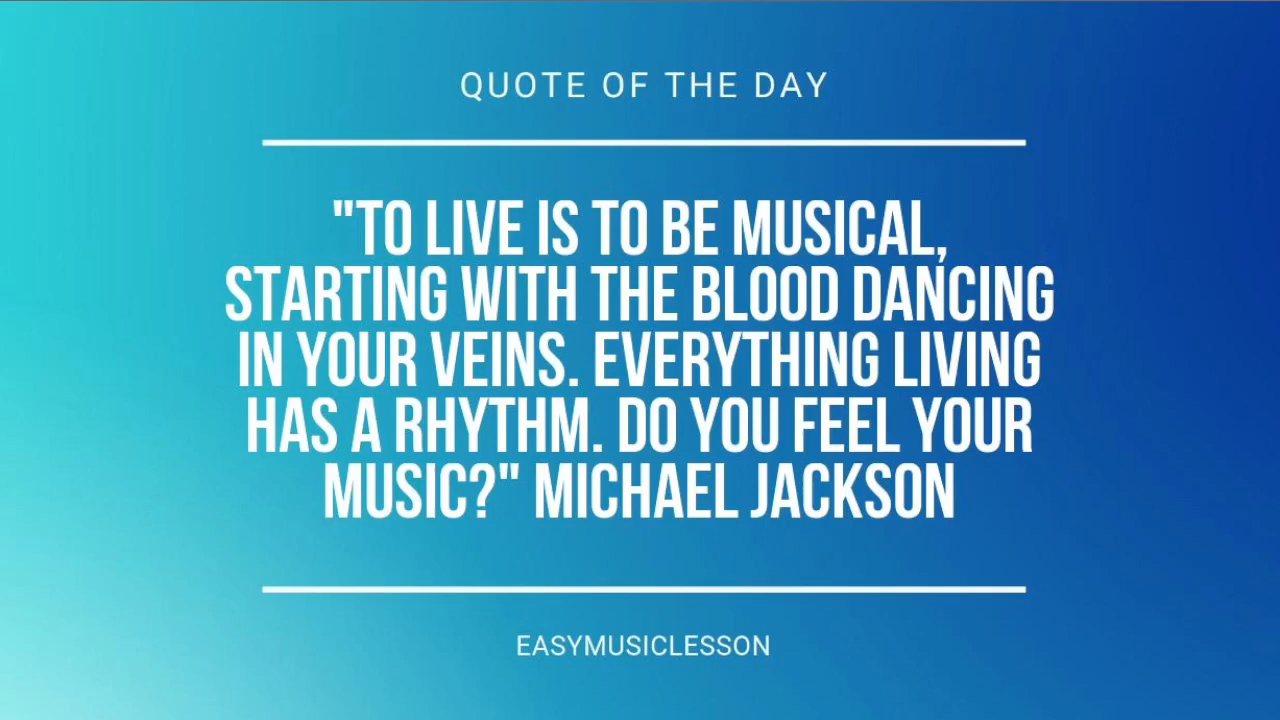 QUOTE OF THE DAY
"TO LIVE IS TO BE MUSICAL,
STARTING WITH THE BLOOD DANCING
IN YOUR VEINS. EVERYTHING LIVING
HAS A RHYTHM. DO YOU FEEL YOUR
MUSIC?" MICHAEL JACKSON
EASYMUSICLESSON